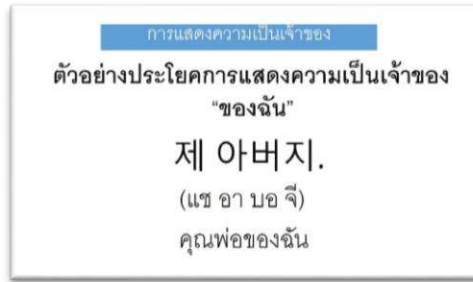 การแสดงความเป็นเจ้าของ
ตัวอย่างประโยคการแสดงความเป็นเจ้าของ
“ของฉัน”
제 아버지.
(แช อา บอ จี)
คุณพ่อของฉัน